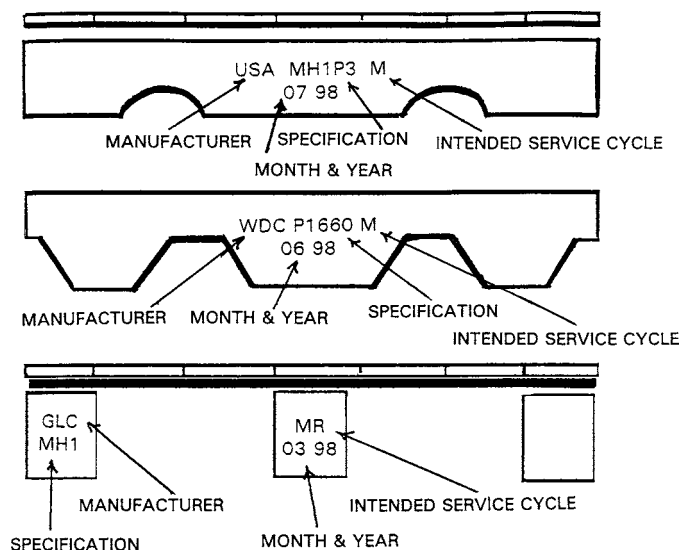 USA MH1P3 M
07 98
MANUFACTURER SPECIFICATION INTENDED SERVICE CYCLE
MONTH & YEAR
WDC P1660 M
06 98
MANUFACTURER MONTH & YEAR SPECIFICATION
INTENDED SERVICE CYCLE
GLC MR
MH1 03 98
MANUFACTURER INTENDED SERVICE CYCLE
SPECIFICATION MONTH & YEAR